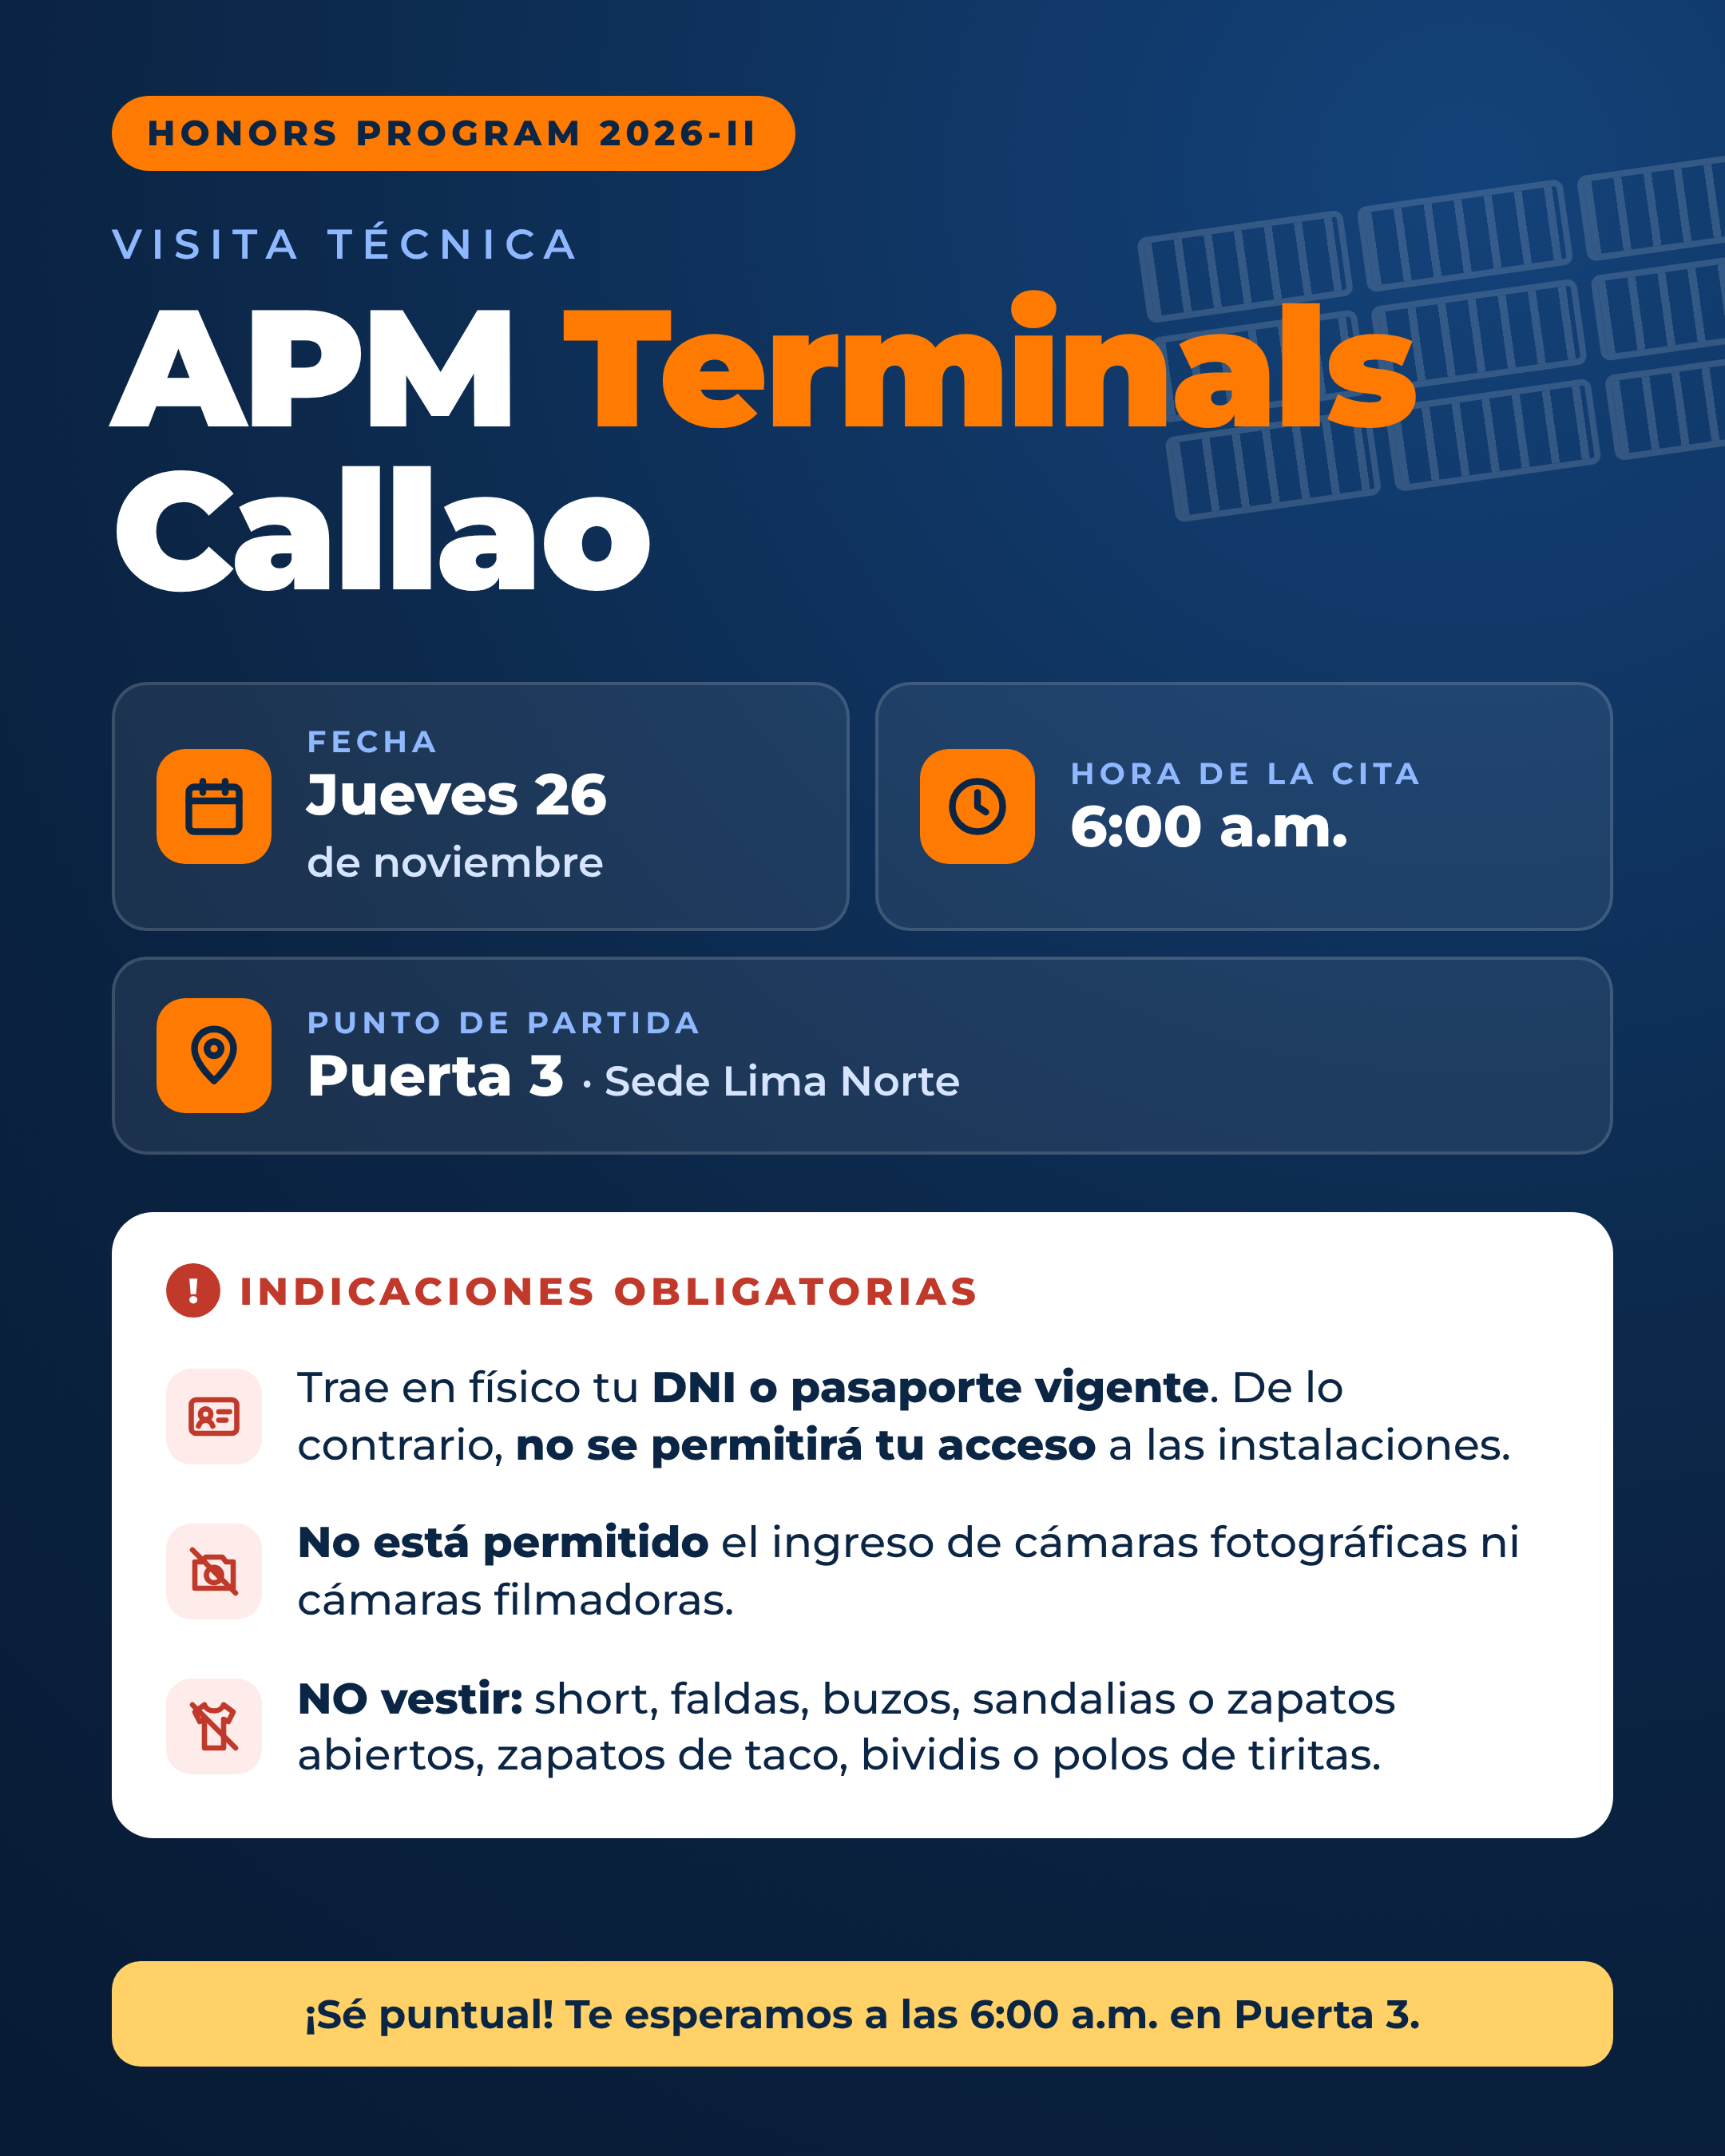 HONORS PROGRAM 2026-II
VISITA TÉCNICA
APM Terminals
Callao
FECHA
Jueves 26
de noviembre
HORA DE LA CITA
6:00 a.m.
PUNTO DE PARTIDA
Puerta 3 · Sede Lima Norte
! INDICACIONES OBLIGATORIAS
Trae en físico tu DNI o pasaporte vigente. De lo
contrario, no se permitirá tu acceso a las instalaciones.
No está permitido el ingreso de cámaras fotográficas ni
cámaras filmadoras.
NO vestir: short, faldas, buzos, sandalias o zapatos
abiertos, zapatos de taco, bividis o polos de tiritas.
¡Sé puntual! Te esperamos a las 6:00 a.m. en Puerta 3.